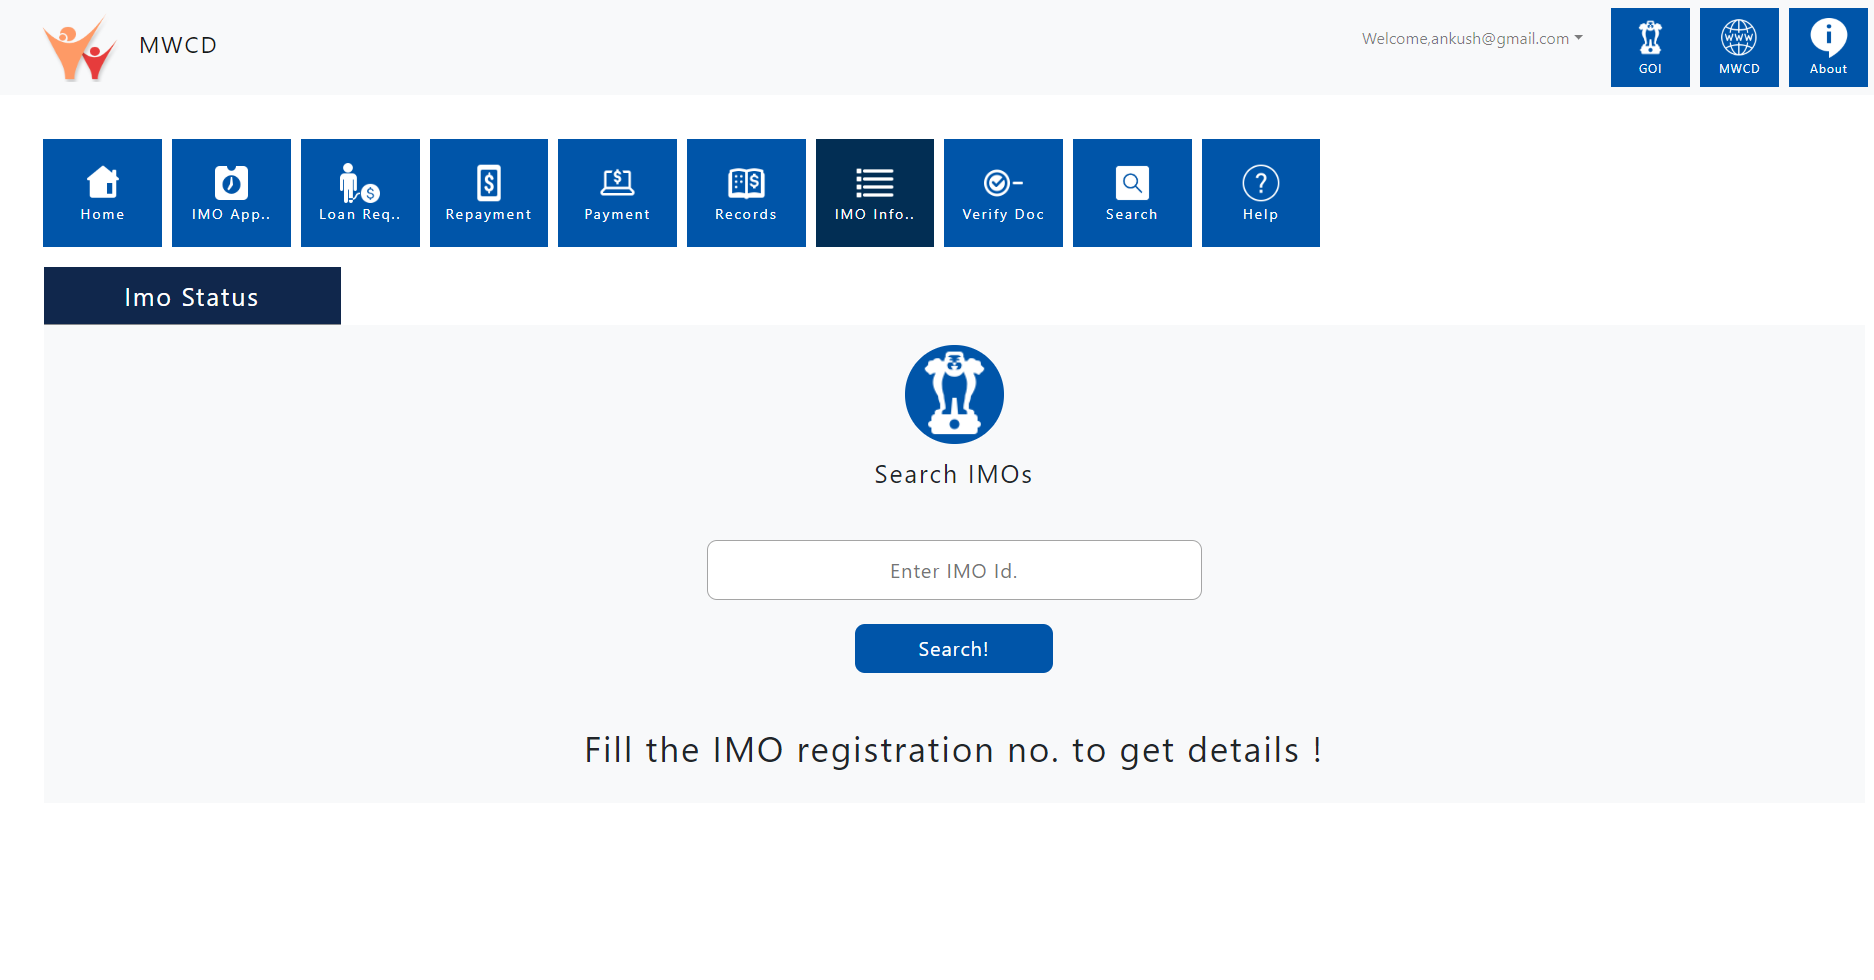 MWCD
Welcome,ankush@gmail.com
GOI
WWW
MWCD
About
Home
IMO App..
Loan Req..
Repayment
Payment
Records
IMO Info..
Verify Doc
Search
Help
Imo Status
Search IMOs
Enter IMO Id.
Search!
Fill the IMO registration no. to get details !